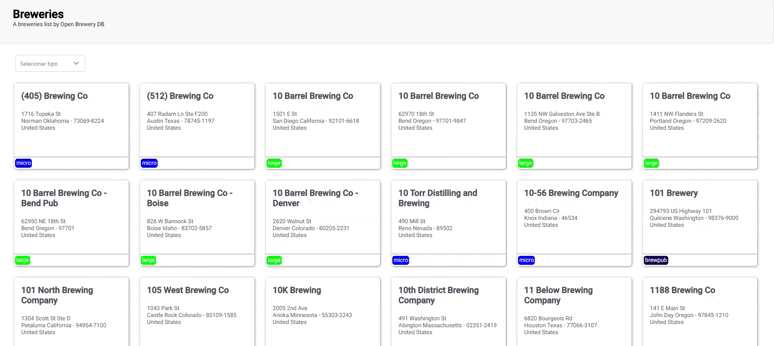 Breweries
A breweries list by Open Brewery DB
Selecionar tipo
(405) Brewing Co
1716 Topeka St
Norman Oklahoma - 73069-8224
United States
micro
(512) Brewing Co
407 Radam Ln Ste F200
Austin Texas - 78745-1197
United States
micro
10 Barrel Brewing Co
1501 E St
San Diego California - 92101-6618
United States
large
10 Barrel Brewing Co
62970 18th St
Bend Oregon - 97701-9847
United States
large
10 Barrel Brewing Co
1135 NW Galveston Ave Ste B
Bend Oregon - 97703-2465
United States
large
10 Barrel Brewing Co
1411 NW Flanders St
Portland Oregon - 97209-2620
United States
large
10 Barrel Brewing Co -
Bend Pub
62950 NE 18th St
Bend Oregon - 97701
United States
large
10 Barrel Brewing Co -
Boise
826 W Bannock St
Boise Idaho - 83702-5857
United States
large
10 Barrel Brewing Co -
Denver
2620 Walnut St
Denver Colorado - 80205-2231
United States
large
10 Torr Distilling and
Brewing
490 Mill St
Reno Nevada - 89502
United States
micro
10-56 Brewing Company
400 Brown Cir
Knox Indiana - 46534
United States
micro
101 Brewery
294793 US Highway 101
Quilcene Washington - 98376-9000
United States
brewpub
101 North Brewing
Company
1304 Scott St Ste D
Petaluma California - 94954-7100
United States
105 West Brewing Co
1043 Park St
Castle Rock Colorado - 80109-1585
United States
10K Brewing
2005 2nd Ave
Anoka Minnesota - 55303-2243
United States
10th District Brewing
Company
491 Washington St
Abington Massachusetts - 02351-2419
United States
11 Below Brewing
Company
6820 Bourgeois Rd
Houston Texas - 77066-3107
United States
1188 Brewing Co
141 E Main St
John Day Oregon - 97845-1210
United States